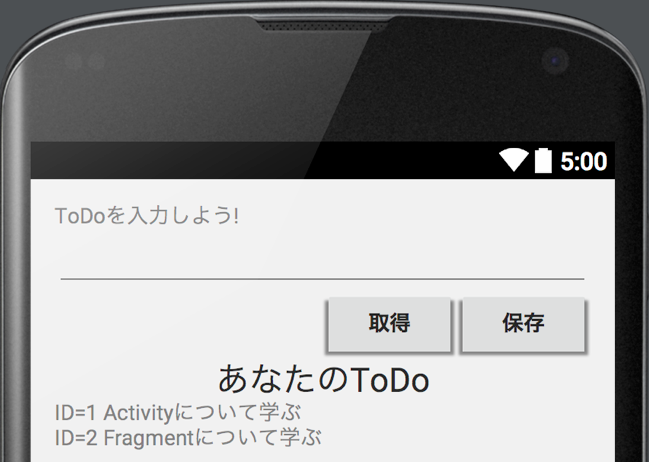 5:00
ToDoを入力しよう!
取得
保存
あなたのToDo
ID=1 Activityについて学ぶ
ID=2 Fragmentについて学ぶ